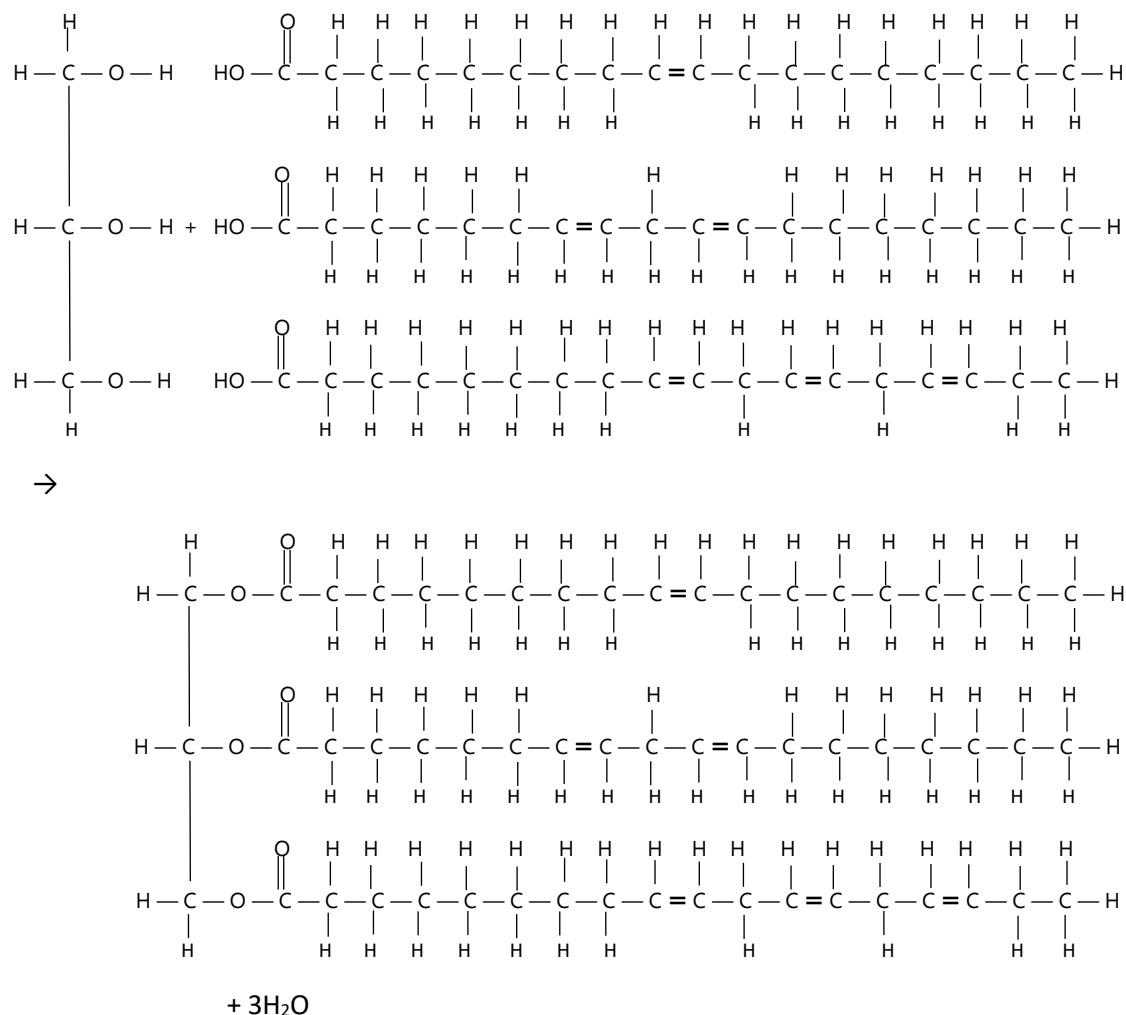 H O H H H H H H H H H H H H H H H H H
H — C — O — H HO — C — C — C — C — C — C — C — C — C = C — C — C — C — C — C — C — C — C — H
H H H H H H H H H H H H H H H
O H H H H H H H H H H H H H
H — C — O — H + HO — C — C — C — C — C — C — C = C — C — C = C — C — C — C — C — C — C — C — H
H H H H H H H H H H H H H H H H H
O H H H H H H H H H H H H H H H H H
H — C — O — H HO — C — C — C — C — C — C — C — C — C = C — C — C = C — C — C = C — C — C — H
H H H H H H H H H H H H
→
H O H H H H H H H H H H H H H H H H H
H — C — O — C — C — C — C — C — C — C — C — C = C — C — C — C — C — C — C — C — C — H
H H H H H H H H H H H H H H H
O H H H H H H H H H H H H H
H — C — O — C — C — C — C — C — C — C = C — C — C = C — C — C — C — C — C — C — C — H
H H H H H H H H H H H H H H H H H
O H H H H H H H H H H H H H H H H H
H — C — O — C — C — C — C — C — C — C — C — C = C — C — C = C — C — C = C — C — C — H
H H H H H H H H H H H H
+ 3H₂O